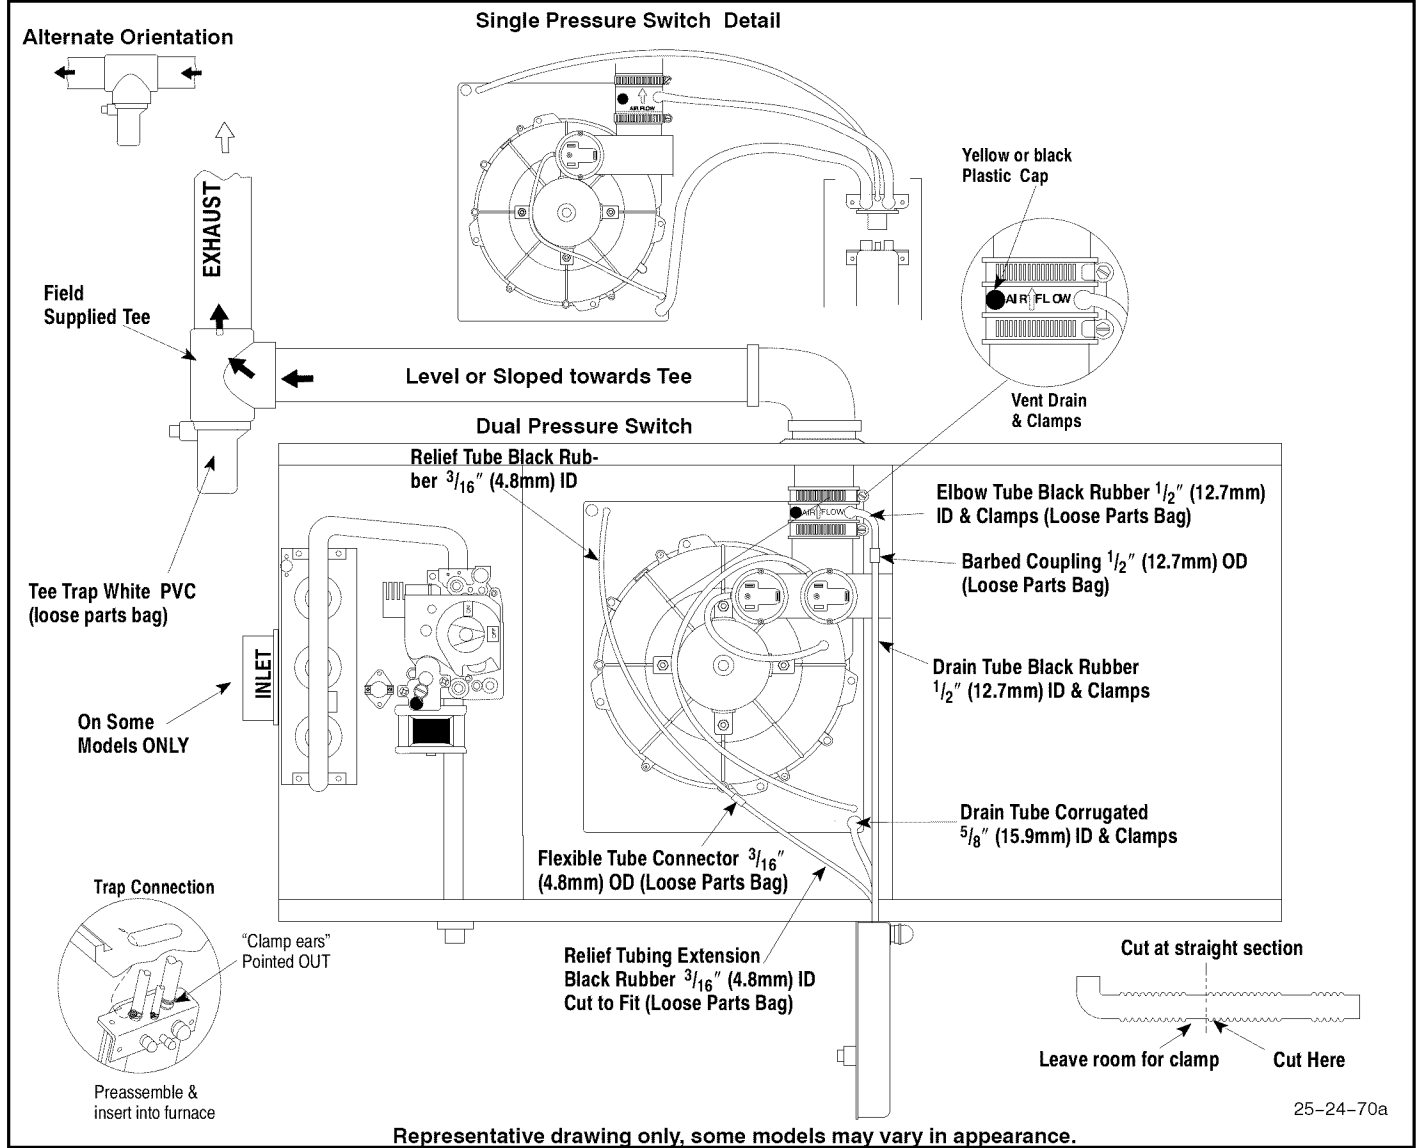 Single Pressure Switch Detail
Alternate Orientation
AIR FLOW
EXHAUST
Yellow or black
Plastic Cap
AIR FLOW
Field
Supplied Tee
Level or Sloped towards Tee
Vent Drain
& Clamps
Dual Pressure Switch
Relief Tube Black Rub-
ber 3/16″ (4.8mm) ID
Elbow Tube Black Rubber 1/2″ (12.7mm)
ID & Clamps (Loose Parts Bag)
AIR FLOW
Barbed Coupling 1/2″ (12.7mm) OD
(Loose Parts Bag)
Tee Trap White PVC
(loose parts bag)
ON
OFF
INLET
Drain Tube Black Rubber
1/2″ (12.7mm) ID & Clamps
On Some
Models ONLY
Drain Tube Corrugated
5/8″ (15.9mm) ID & Clamps
Flexible Tube Connector 3/16″
(4.8mm) OD (Loose Parts Bag)
Trap Connection
“Clamp ears”
Pointed OUT
Relief Tubing Extension
Black Rubber 3/16″ (4.8mm) ID
Cut to Fit (Loose Parts Bag)
Cut at straight section
Leave room for clamp
Cut Here
Preassemble &
insert into furnace
25−24−70a
Representative drawing only, some models may vary in appearance.